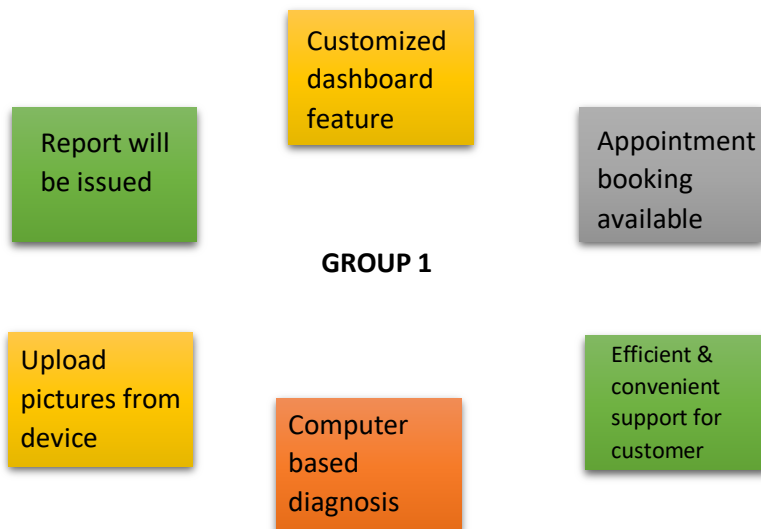 Customized
dashboard
feature
Report will
be issued
Appointment
booking
available
GROUP 1
Upload
pictures from
device
Efficient &
convenient
support for
customer
Computer
based
diagnosis